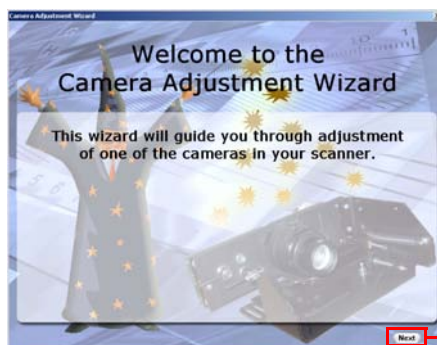 Camera Adjustment Wizard
Welcome to the
Camera Adjustment Wizard
This wizard will guide you through adjustment
of one of the cameras in your scanner.
Next